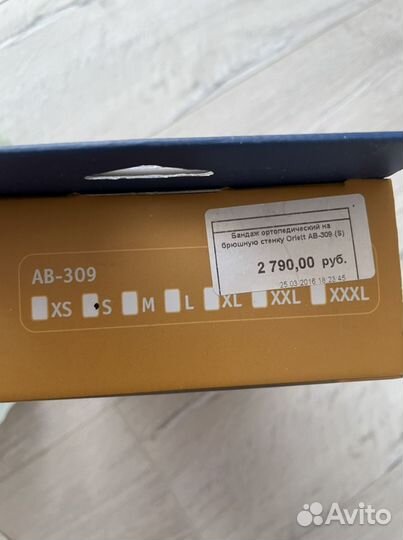 Бандаж ортопедический на
брюшную стенку Orlett AB-309 (S)
2 790,00 руб.
25.03.2016 18:23:45
AB-309
XS S M L XL XXL XXXL
Avito